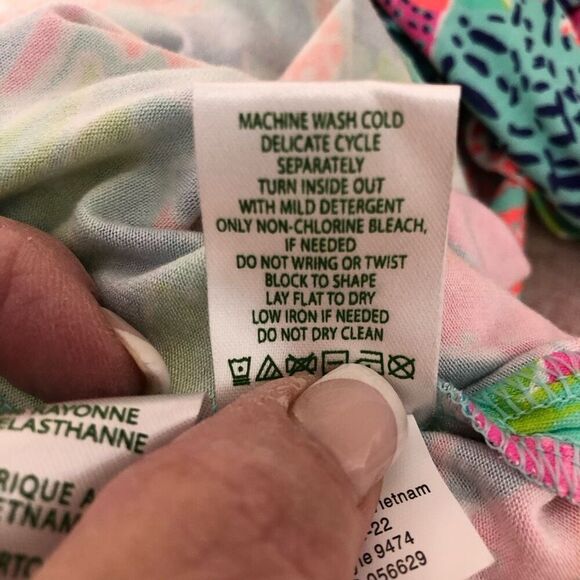 MACHINE WASH COLD
DELICATE CYCLE
SEPARATELY
TURN INSIDE OUT
WITH MILD DETERGENT
ONLY NON-CHLORINE BLEACH,
IF NEEDED
DO NOT WRING OR TWIST
BLOCK TO SHAPE
LAY FLAT TO DRY
LOW IRON IF NEEDED
DO NOT DRY CLEAN
RAYONNE
ELASTHANNE
RIQUE A
ETNAM
ietnam
-22
9474
056629